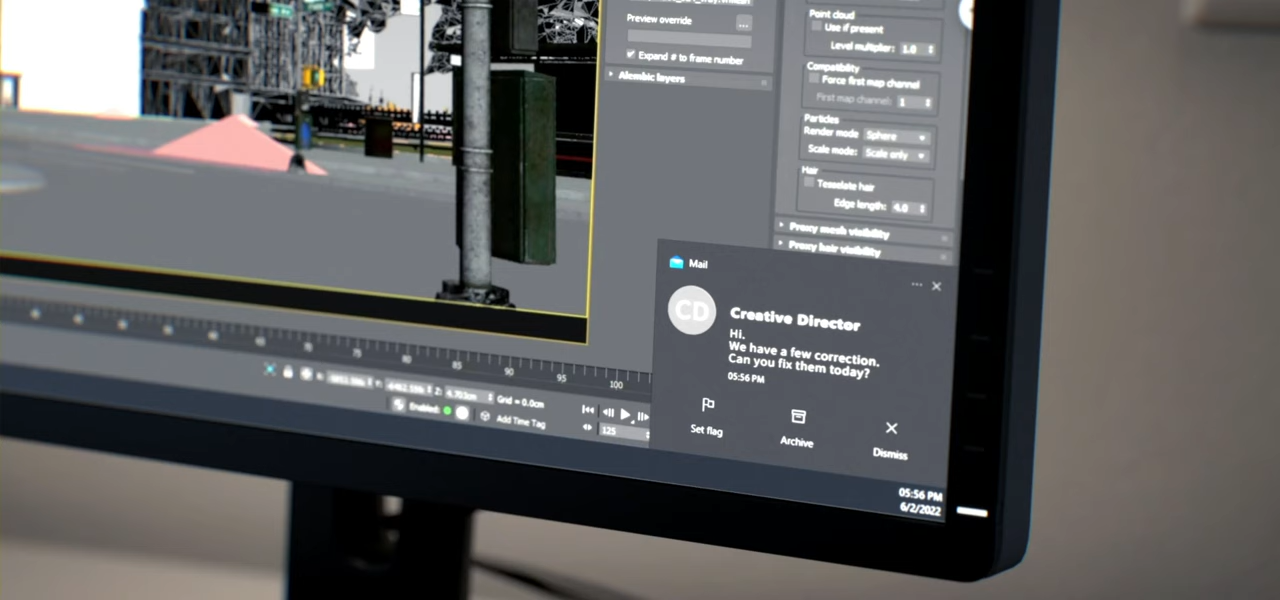 Preview override
...
Expand # to frame number
Alembic layers
Point cloud
Use if present
Level multiplier: 1.0
Compatibility
Force first map channel
First map channel: 1
Particles
Render mode Sphere
Scale mode: Scale only
Hair
Tesselate hair
Edge length: 4.0
Proxy mesh visibility
Proxy hair visibility
Mail
CD
Creative Director
Hi.
We have a few correction.
Can you fix them today?
05:56 PM
Set flag
Archive
Dismiss
75 80 85 90 95 100
Z: Grid = 0.0cm
Enabled:
Add Time Tag
125
05:56 PM
6/2/2022